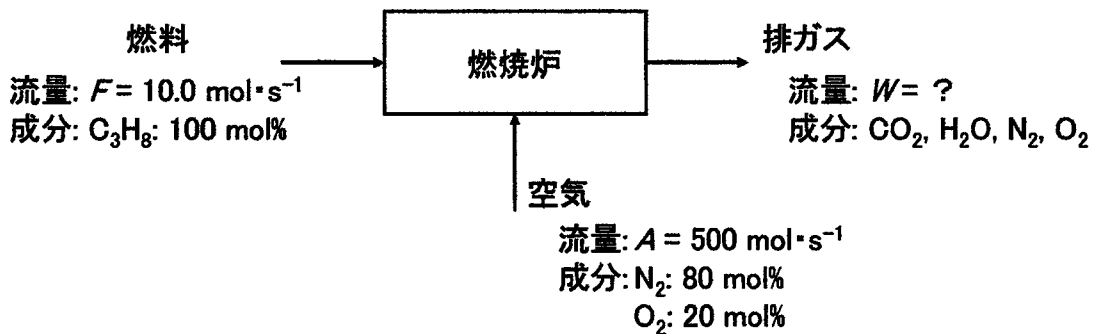 燃料
流量: F = 10.0 mol・s⁻¹
成分: C₃H₈: 100 mol%
燃焼炉
排ガス
流量: W = ?
成分: CO₂, H₂O, N₂, O₂
空気
流量: A = 500 mol・s⁻¹
成分: N₂: 80 mol%
O₂: 20 mol%